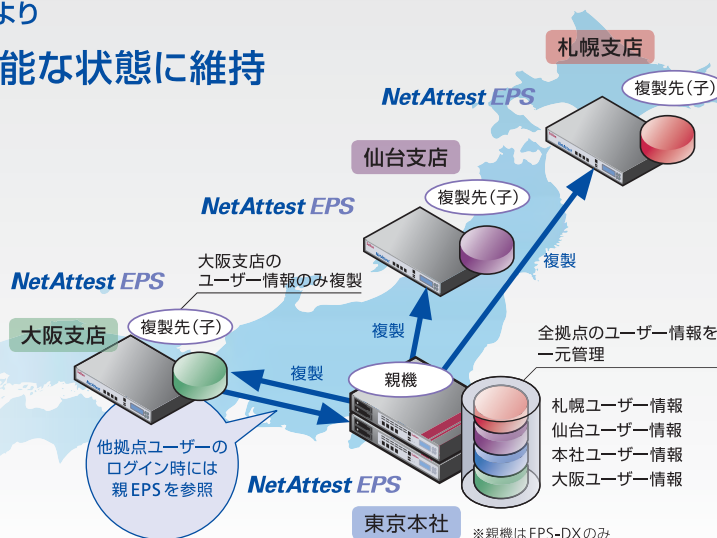 より
能な状態に維持
札幌支店
複製先(子)
NetAttest EPS
仙台支店
複製先(子)
NetAttest EPS
複製
大阪支店の
ユーザー情報のみ複製
NetAttest EPS
大阪支店
複製先(子)
複製
複製
親機
全拠点のユーザー情報を
一元管理
札幌ユーザー情報
仙台ユーザー情報
本社ユーザー情報
大阪ユーザー情報
他拠点ユーザーの
ログイン時には
親EPSを参照
NetAttest EPS
東京本社
※親機はEPS-DXのみ